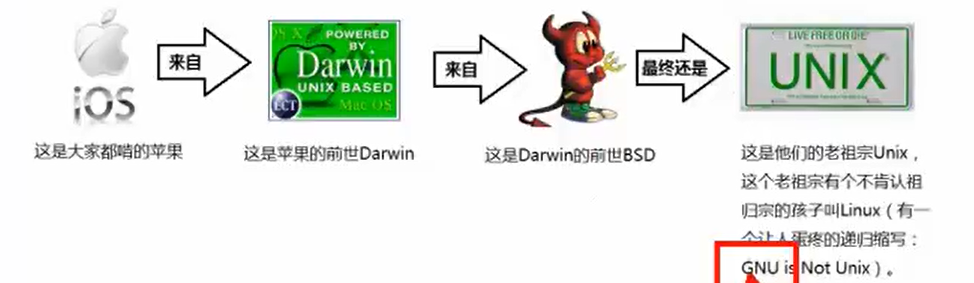 iOS
来自
OS X
POWERED
BY
Darwin
UNIX BASED
Mac OS
来自
最终还是
LIVE FREE OR DIE
UNIX
这是大家都啃的苹果
这是苹果的前世Darwin
这是Darwin的前世BSD
这是他们的老祖宗Unix,
这个老祖宗有个不肯认祖
归宗的孩子叫Linux（有一
个让人蛋疼的递归缩写：
GNU is Not Unix）。